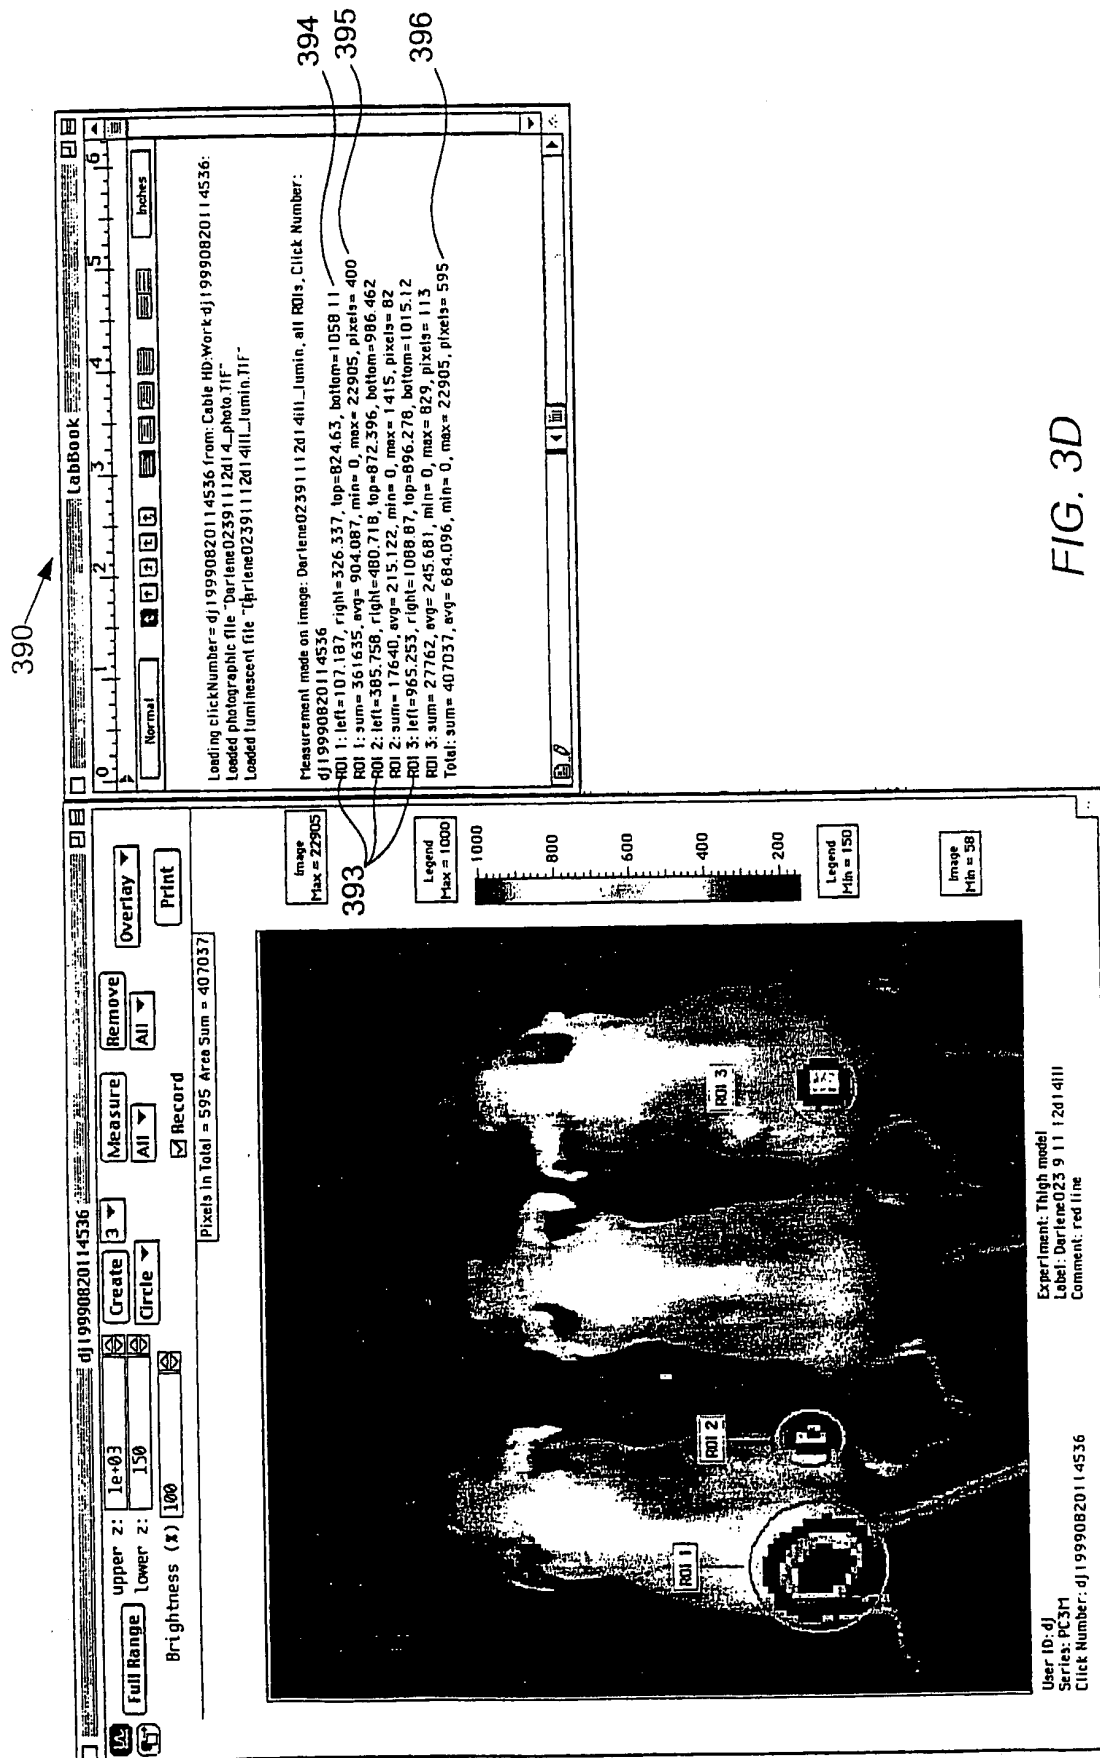 390
dj19990820114536
Full Range
upper z: 1e+03
lower z: 150
Brightness (%) 100
Create 3
Circle
Measure
All
Record
Remove
All
Overlay
Print
Pixels in Total = 595 Area Sum = 407037
Image
Max = 22905
Legend
Max = 1000
1000
800
600
400
200
Legend
Min = 150
Image
Min = 58
ROI 1
ROI 2
ROI 3
User ID: dj
Series: PC3M
Click Number: dj19990820114536
Experiment: Thigh model
Label: Darlene023 9 11 12d14ill
Comment: red line
LabBook
0 1 2 3 4 5 6
Normal
Inches
Loading clickNumber= dj19990820114536 from: Cable HD:Work:dj19990820114536:
Loaded photographic file "Darlene02391112d14_photo.TIF"
Loaded luminescent file "Darlene02391112d14ill_lumin.TIF"
Measurement made on image: Darlene02391112d14ill_lumin, all ROIs, Click Number:
dj19990820114536
ROI 1: left=107.187, right=326.337, top=824.63, bottom=1058.11
ROI 1: sum= 361635, avg= 904.087, min= 0, max= 22905, pixels= 400
ROI 2: left=385.758, right=480.718, top=872.396, bottom=986.462
ROI 2: sum= 17640, avg= 215.122, min= 0, max= 1415, pixels= 82
ROI 3: left=965.253, right=1088.87, top=896.278, bottom=1015.12
ROI 3: sum= 27762, avg= 245.681, min= 0, max= 829, pixels= 113
Total: sum= 407037, avg= 684.096, min= 0, max= 22905, pixels= 595
393
394
395
396
FIG. 3D